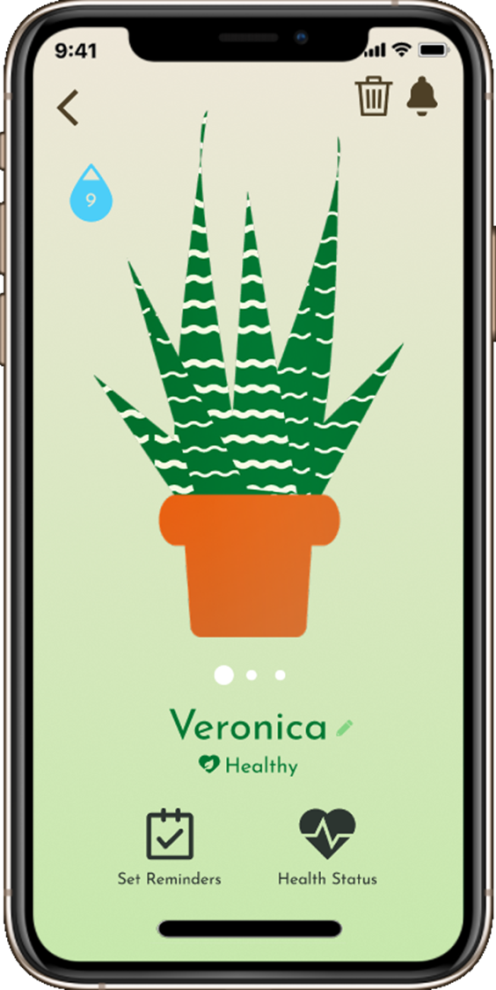 9:41
9
Veronica
Healthy
Set Reminders
Health Status